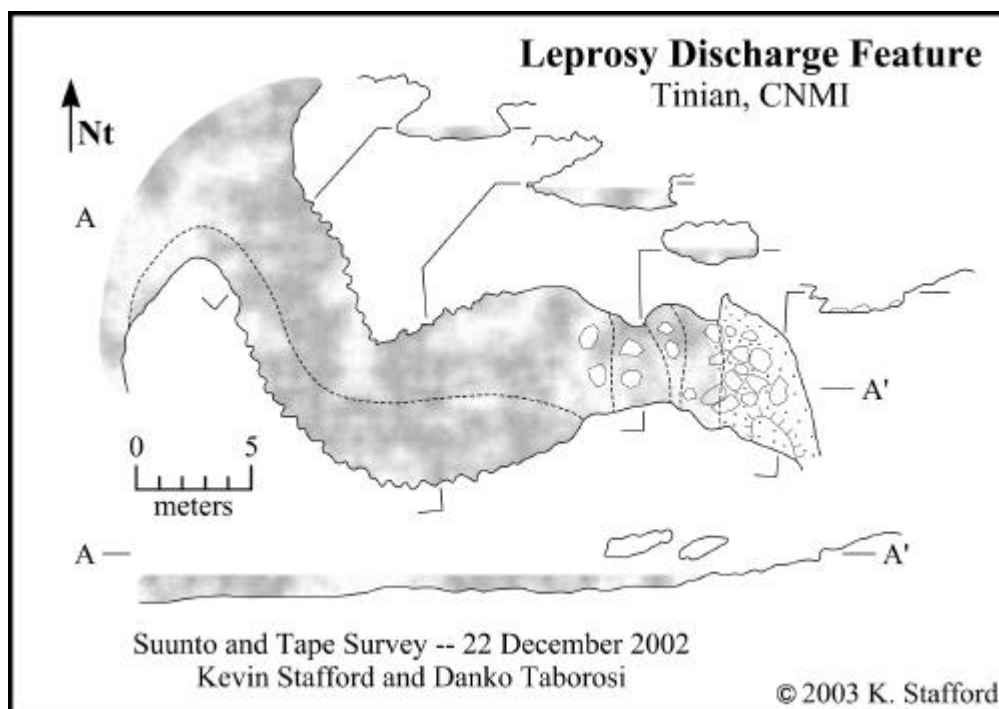 Leprosy Discharge Feature
Tinian, CNMI
Nt
A
A'
0 5
meters
A
A'
Suunto and Tape Survey -- 22 December 2002
Kevin Stafford and Danko Taborosi
© 2003 K. Stafford